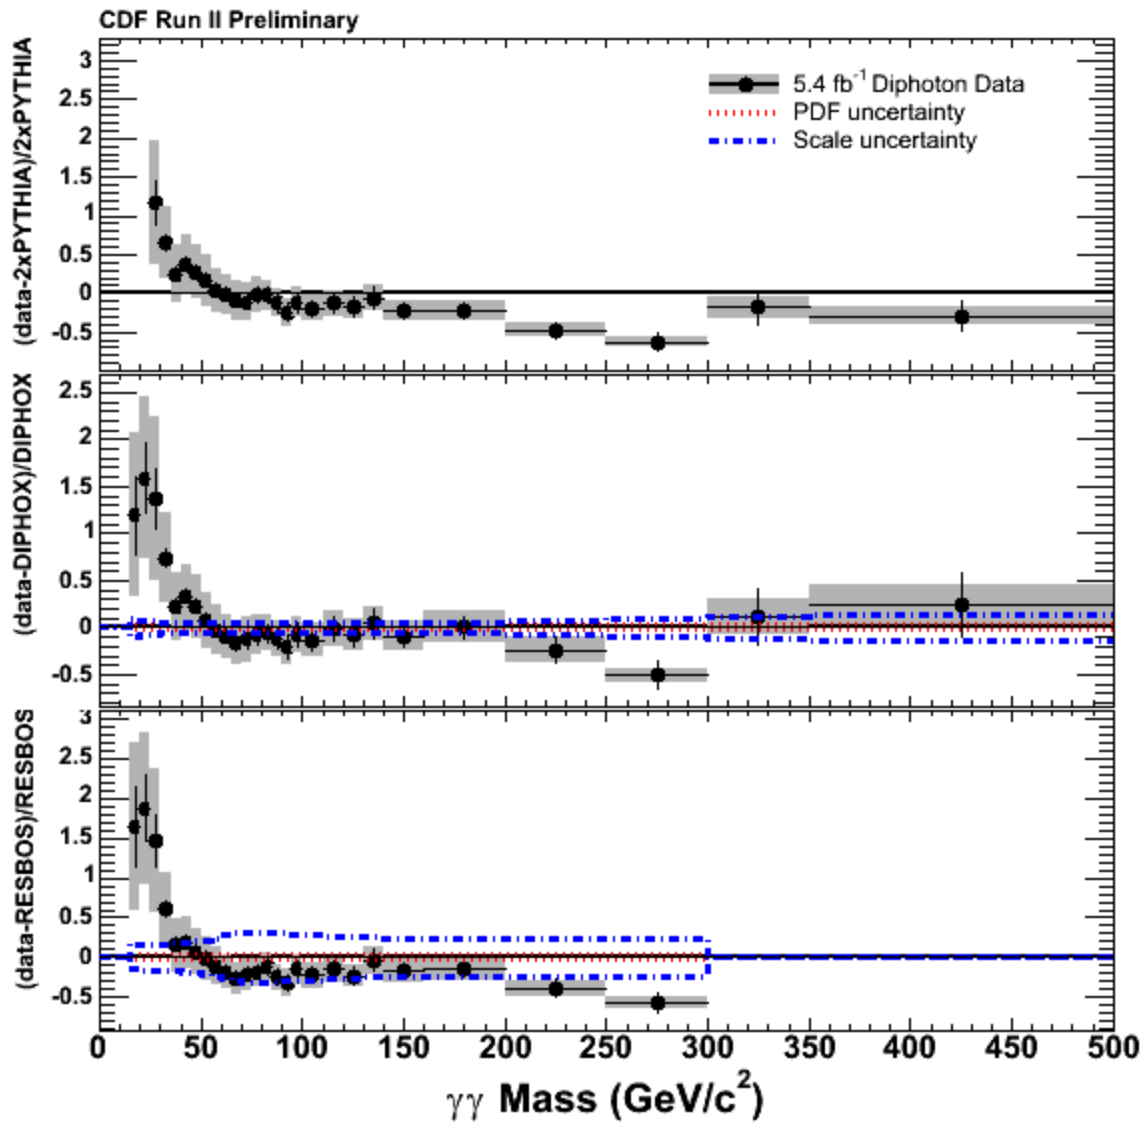 CDF Run II Preliminary
(data-2xPYTHIA)/2xPYTHIA
3
2.5
2
1.5
1
0.5
0
-0.5
5.4 fb⁻¹ Diphoton Data
PDF uncertainty
Scale uncertainty
(data-DIPHOX)/DIPHOX
2.5
2
1.5
1
0.5
0
-0.5
(data-RESBOS)/RESBOS
3
2.5
2
1.5
1
0.5
0
-0.5
0 50 100 150 200 250 300 350 400 450 500
γγ Mass (GeV/c²)